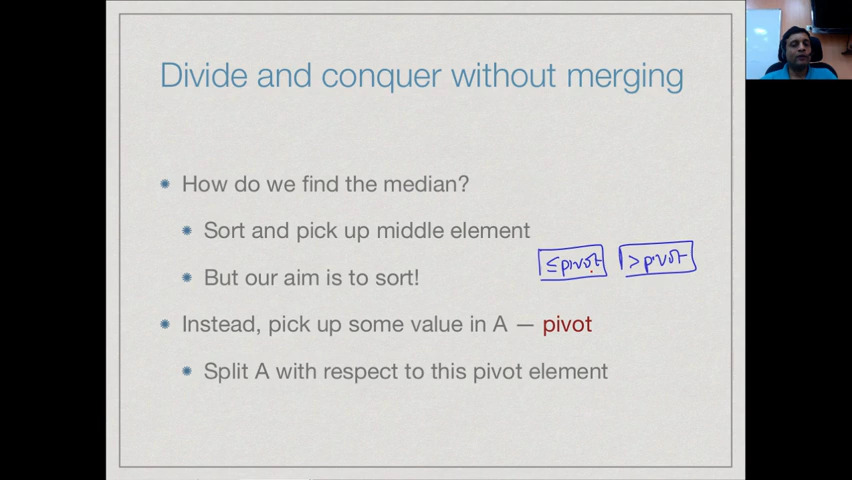 Divide and conquer without merging
How do we find the median?
Sort and pick up middle element
But our aim is to sort!
≤pivot >pivot
Instead, pick up some value in A — pivot
Split A with respect to this pivot element